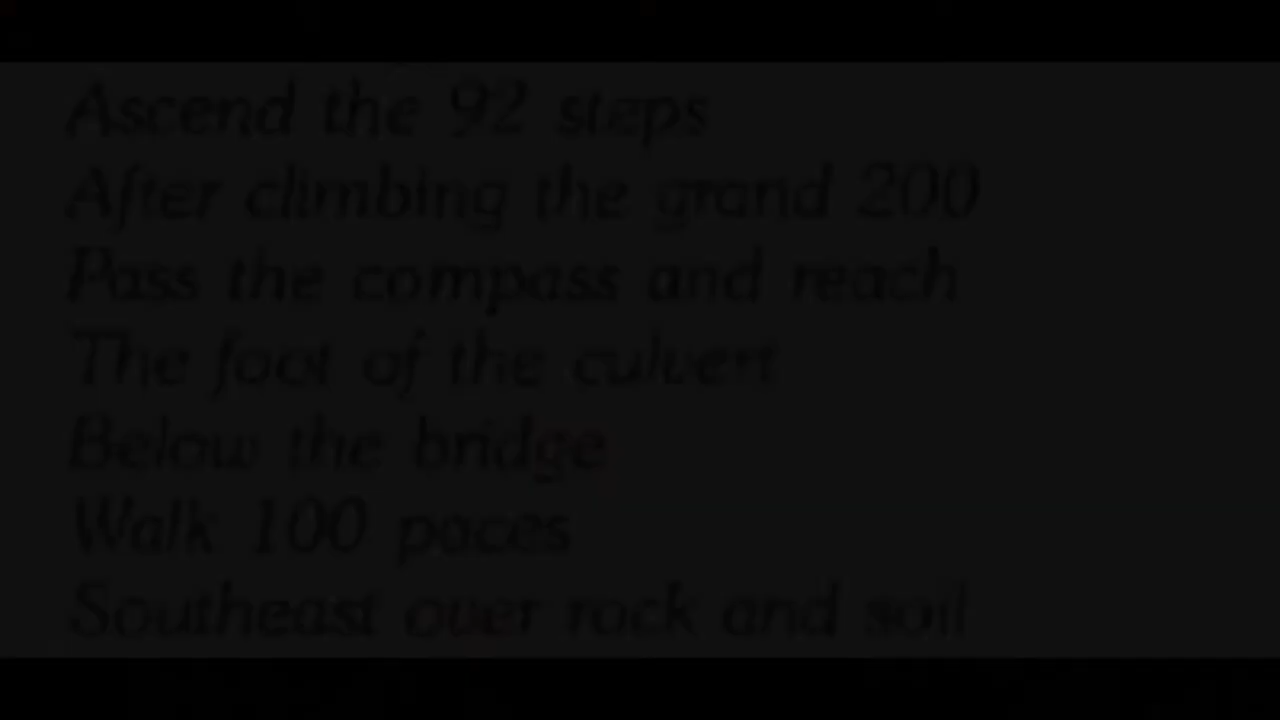 Ascend the 92 steps
After climbing the grand 200
Pass the compass and reach
The foot of the culvert
Below the bridge
Walk 100 paces
Southeast over rock and soil